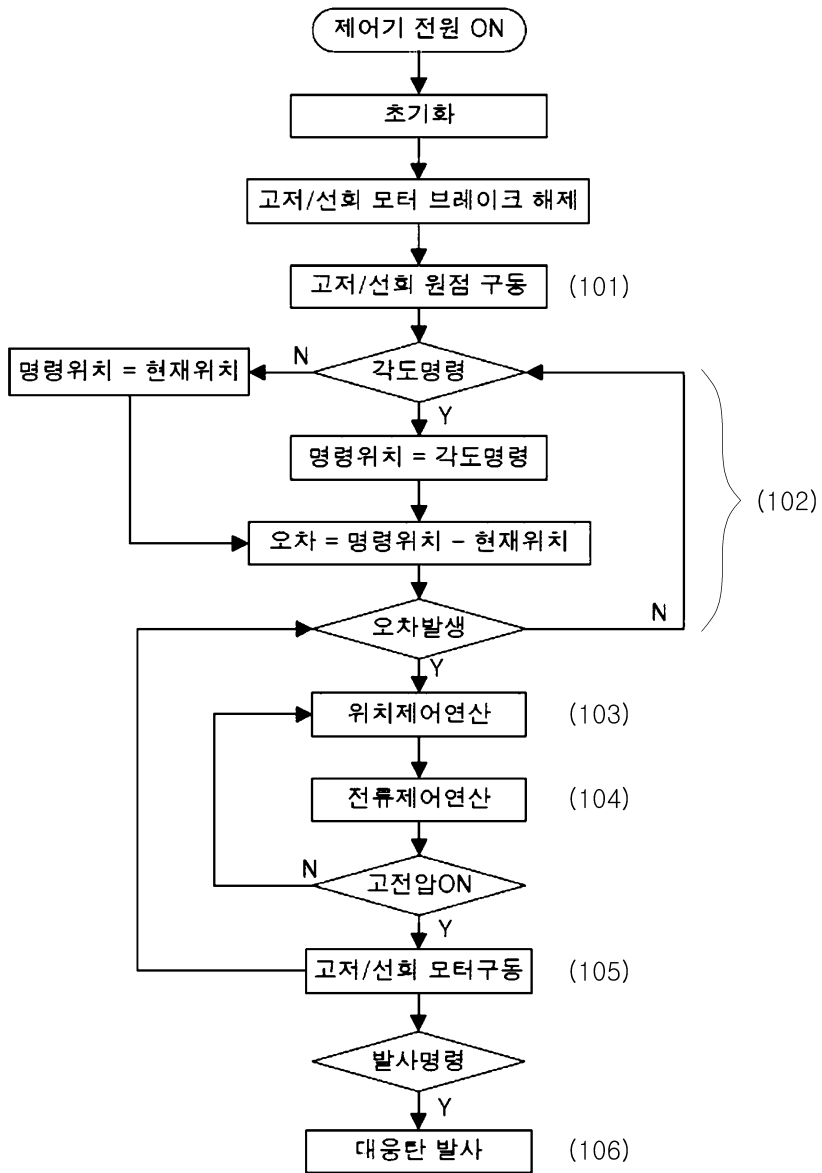 제어기 전원 ON
초기화
고저/선회 모터 브레이크 해제
고저/선회 원점 구동
(101)
각도명령
N
명령위치 = 현재위치
Y
명령위치 = 각도명령
(102)
오차 = 명령위치 - 현재위치
오차발생
N
Y
위치제어연산
(103)
전류제어연산
(104)
고전압ON
N
Y
고저/선회 모터구동
(105)
발사명령
Y
대응탄 발사
(106)